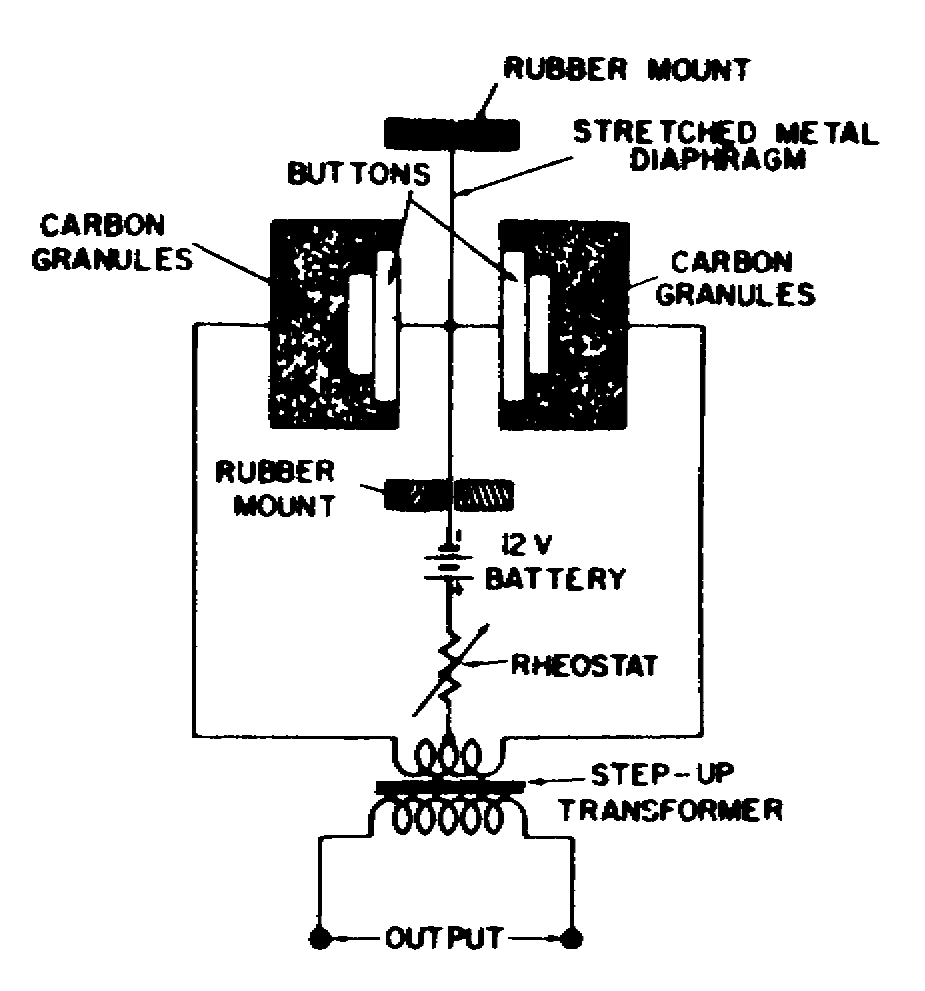 RUBBER MOUNT
STRETCHED METAL
DIAPHRAGM
BUTTONS
CARBON
GRANULES
CARBON
GRANULES
RUBBER
MOUNT
-
12 V
BATTERY
+
RHEOSTAT
STEP-UP
TRANSFORMER
OUTPUT